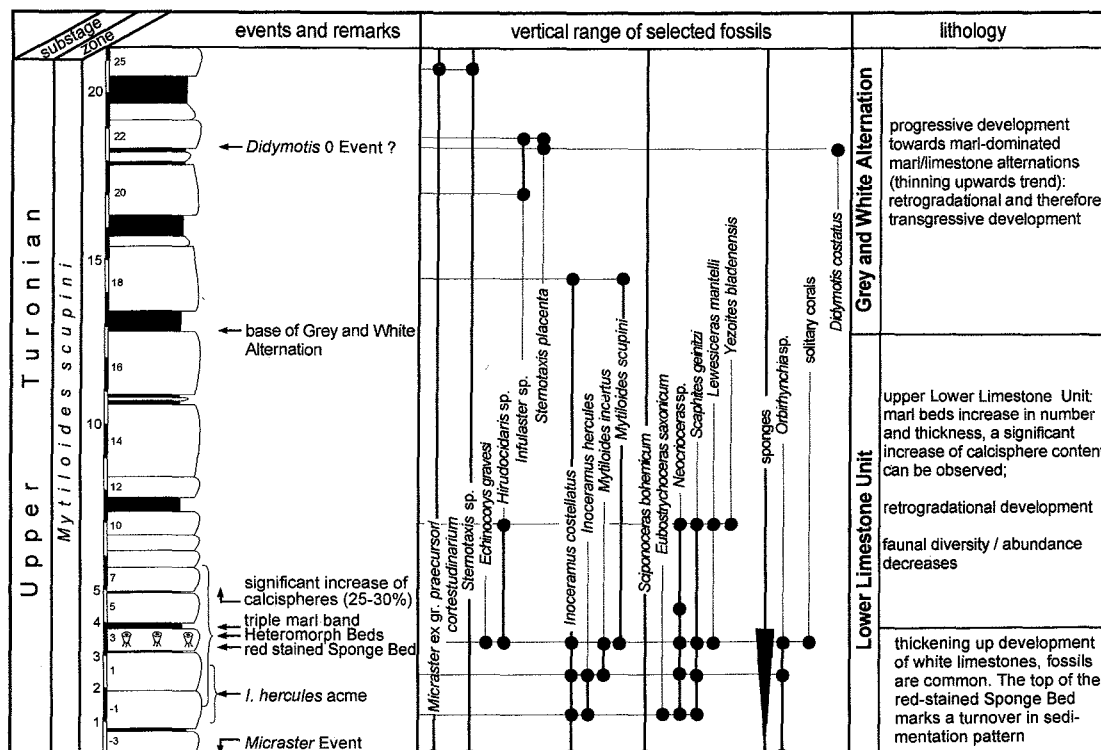 substage
zone
events and remarks
vertical range of selected fossils
lithology
Upper Turonian
Mytiloides scupini
20
15
10
5
4
3
2
1
25
22
20
18
16
14
12
10
7
5
3
1
-1
-3
Didymotis 0 Event ?
base of Grey and White
Alternation
significant increase of
calcispheres (25-30%)
triple marl band
Heteromorph Beds
red stained Sponge Bed
I. hercules acme
Micraster Event
Micraster ex gr. praecursor/
cortestudinarium
Sternotaxis sp.
Echinocorys gravesi
Hirudocidaris sp.
Infulaster sp.
Sternotaxis placenta
Inoceramus costellatus
Inoceramus hercules
Mytiloides incertus
Mytiloides scupini
Sciponoceras bohemicum
Eubostrychoceras saxonicum
Neocrioceras sp.
Scaphites geinitzi
Lewesiceras mantelli
Yezoites bladenensis
sponges
Orbirhynchia sp.
solitary corals
Didymotis costatus
Grey and White Alternation
Lower Limestone Unit
progressive development
towards marl-dominated
marl/limestone alternations
(thinning upwards trend):
retrogradational and therefore
transgressive development
upper Lower Limestone Unit:
marl beds increase in number
and thickness, a significant
increase of calcisphere content
can be observed;
retrogradational development
faunal diversity / abundance
decreases
thickening up development
of white limestones, fossils
are common. The top of the
red-stained Sponge Bed
marks a turnover in sedi-
mentation pattern